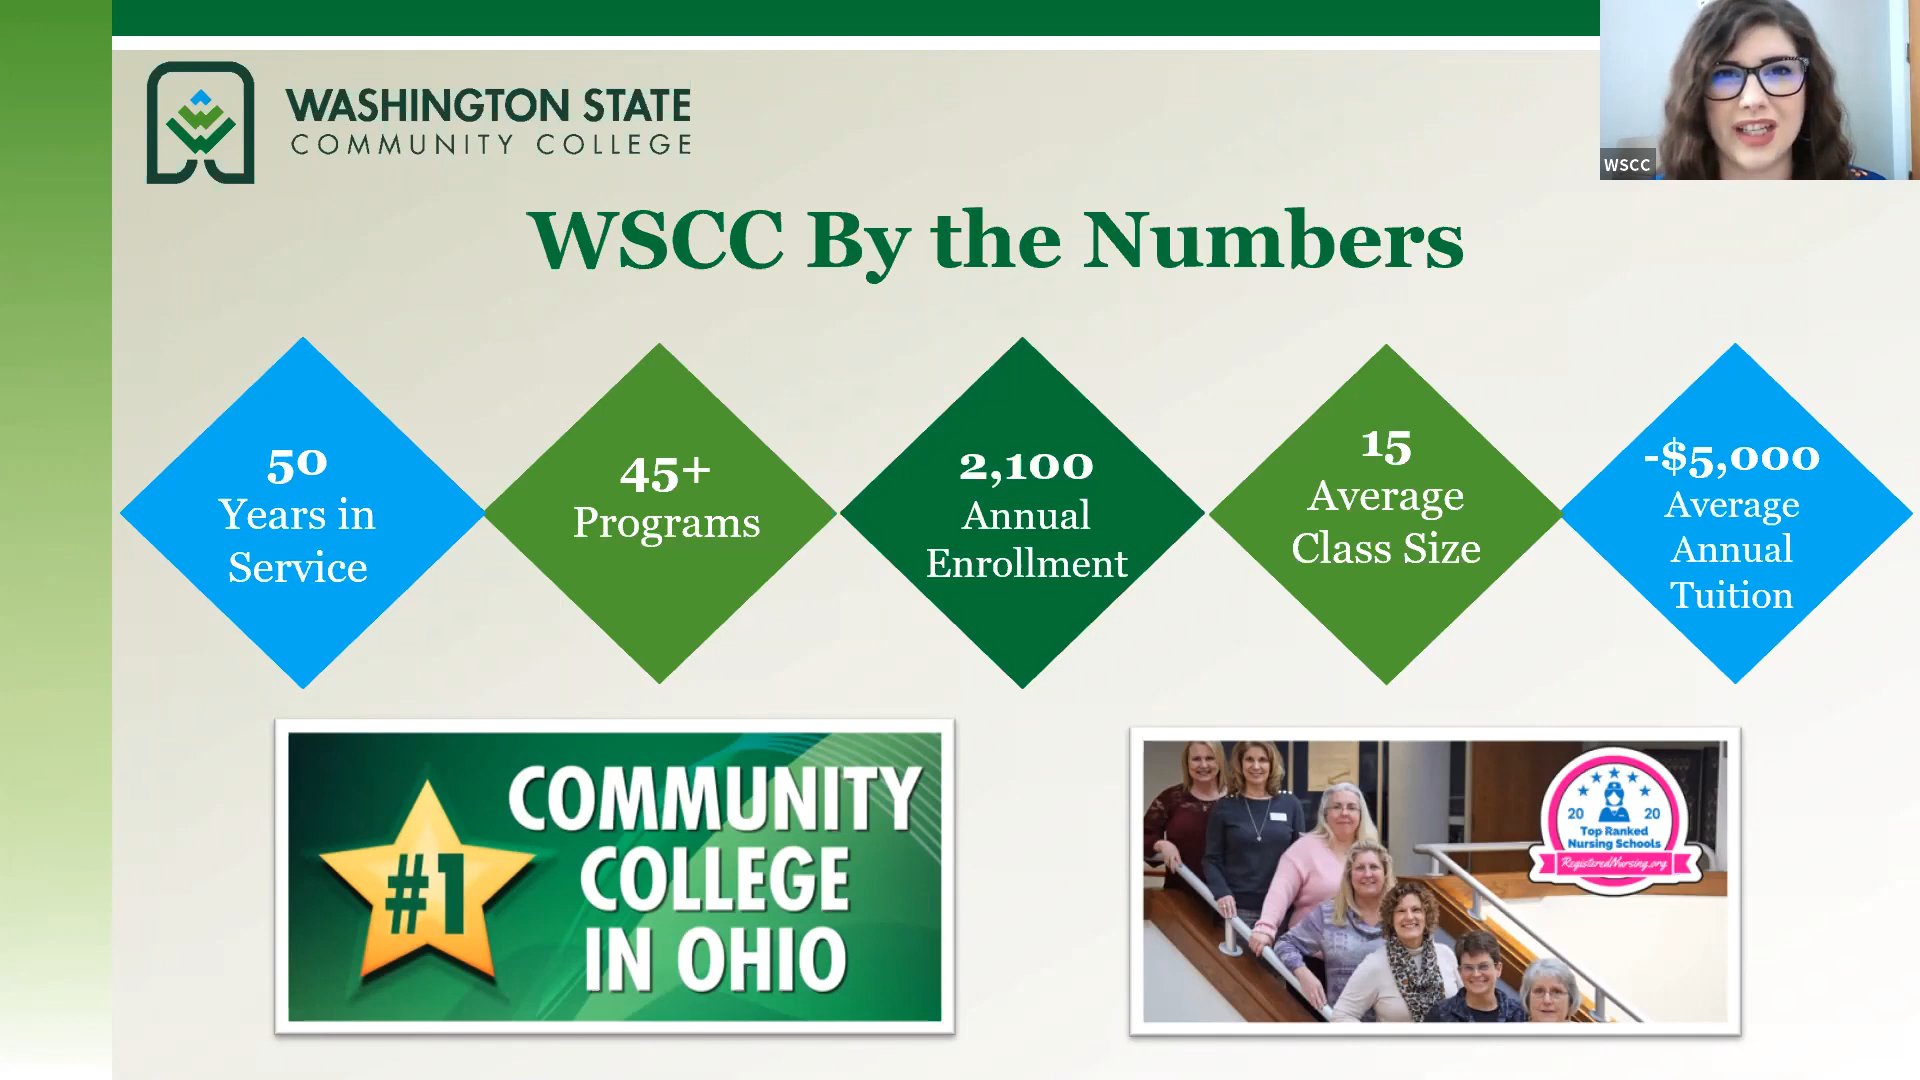 WASHINGTON STATE
COMMUNITY COLLEGE
WSCC
WSCC By the Numbers
50
Years in
Service
45+
Programs
2,100
Annual
Enrollment
15
Average
Class Size
-$5,000
Average
Annual
Tuition
#1
COMMUNITY
COLLEGE
IN OHIO
20 20
Top Ranked
Nursing Schools
RegisteredNursing.org